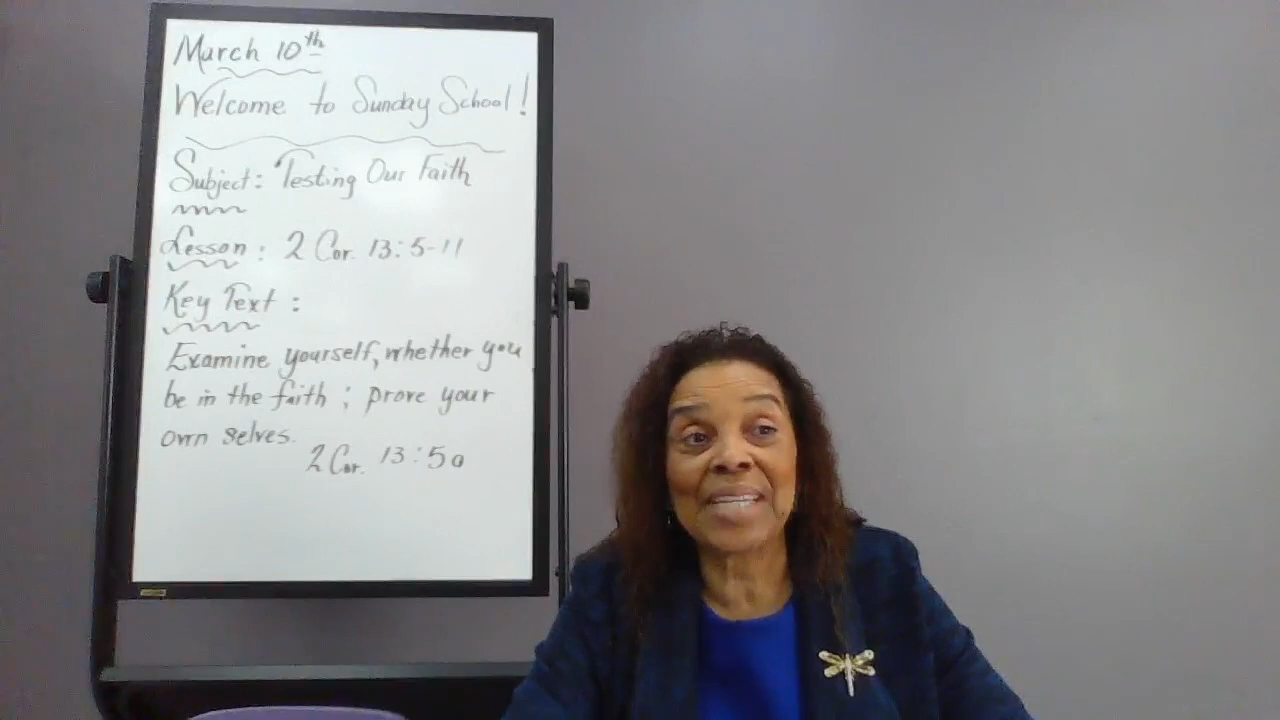 March 10th
Welcome to Sunday School!
Subject: Testing Our Faith
Lesson: 2 Cor. 13:5-11
Key Text:
Examine yourself, whether you
be in the faith; prove your
own selves.
2 Cor. 13:5a